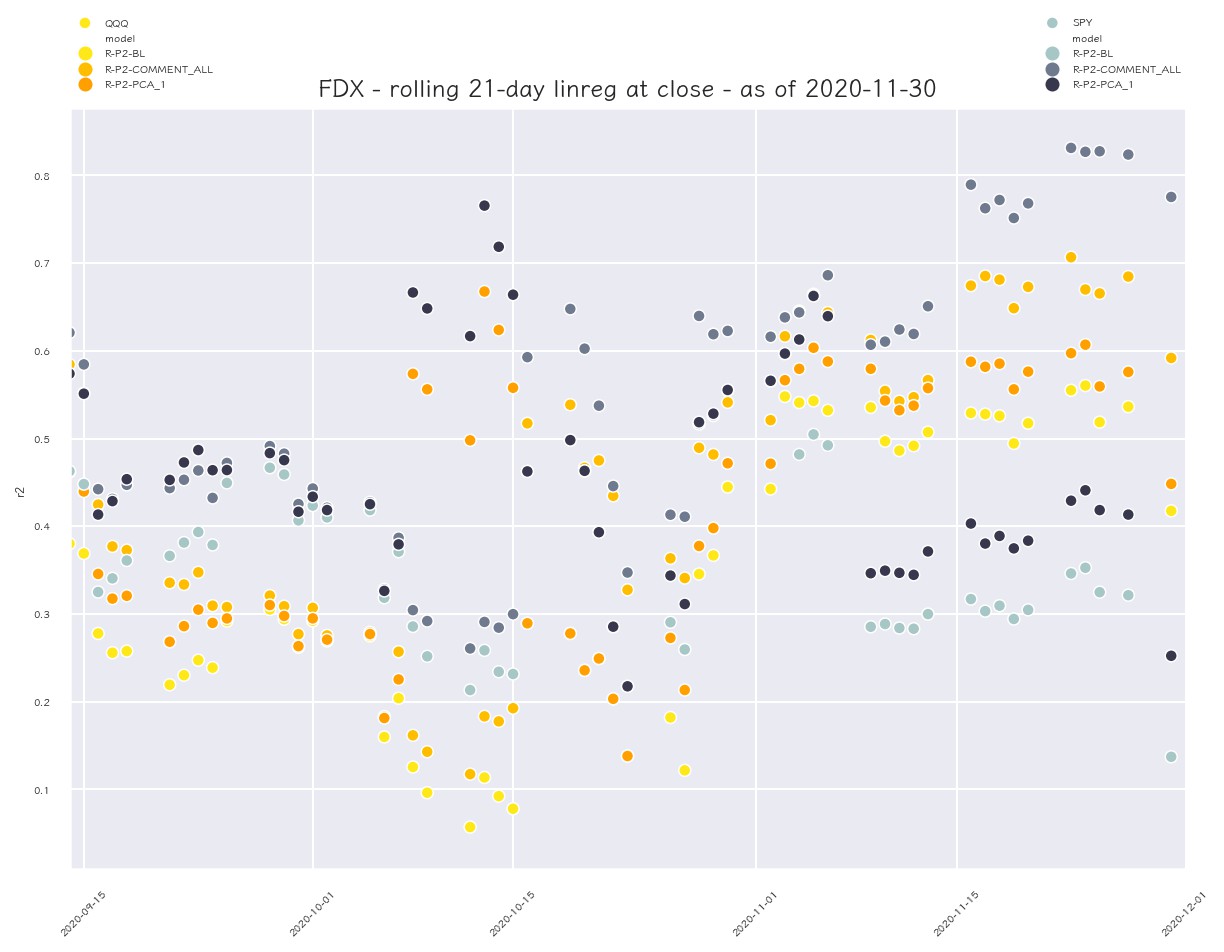 QQQ
model
R-P2-BL
R-P2-COMMENT_ALL
R-P2-PCA_1
SPY
model
R-P2-BL
R-P2-COMMENT_ALL
R-P2-PCA_1
FDX - rolling 21-day linreg at close - as of 2020-11-30
0.8
0.7
0.6
0.5
0.4
0.3
0.2
0.1
r2
2020-09-15
2020-10-01
2020-10-15
2020-11-01
2020-11-15
2020-12-01